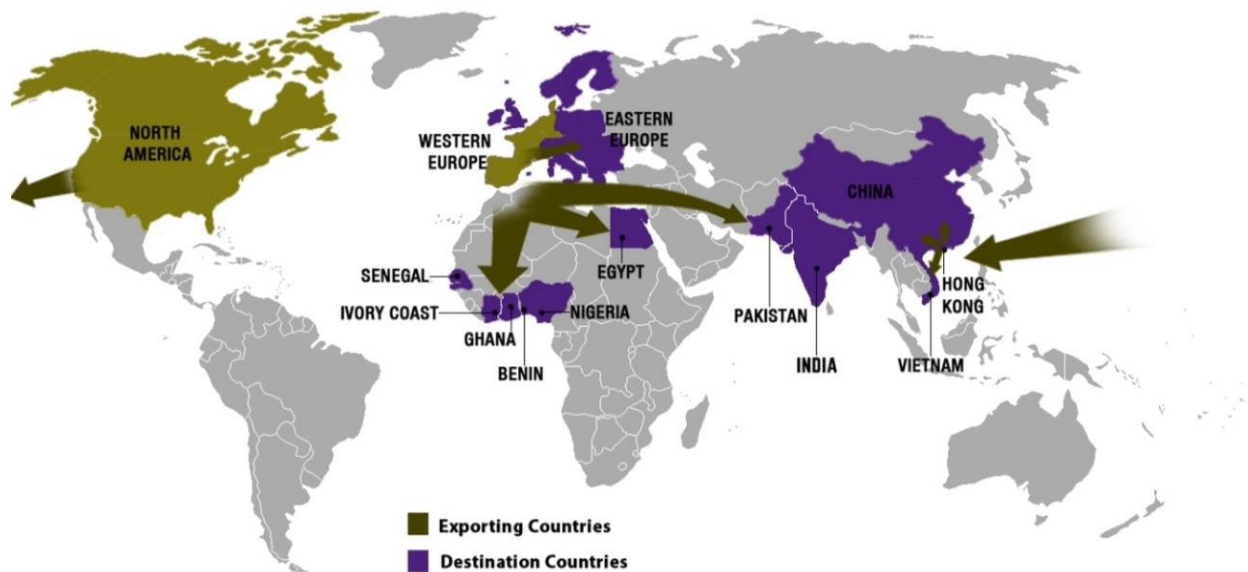 NORTH
AMERICA
WESTERN
EUROPE
EASTERN
EUROPE
CHINA
SENEGAL
IVORY COAST
GHANA
BENIN
NIGERIA
EGYPT
PAKISTAN
INDIA
HONG
KONG
VIETNAM
Exporting Countries
Destination Countries